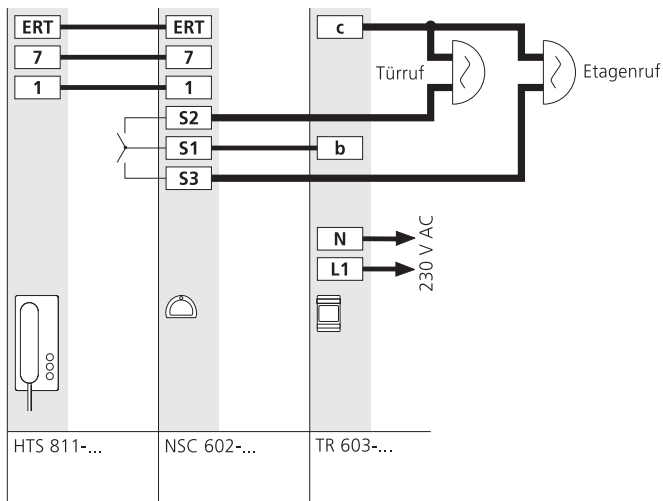 ERT ERT c
7 7
Türruf Etagenruf
1 1
S2
S1 b
S3
N
L1
230 V AC
HTS 811-... NSC 602-... TR 603-...